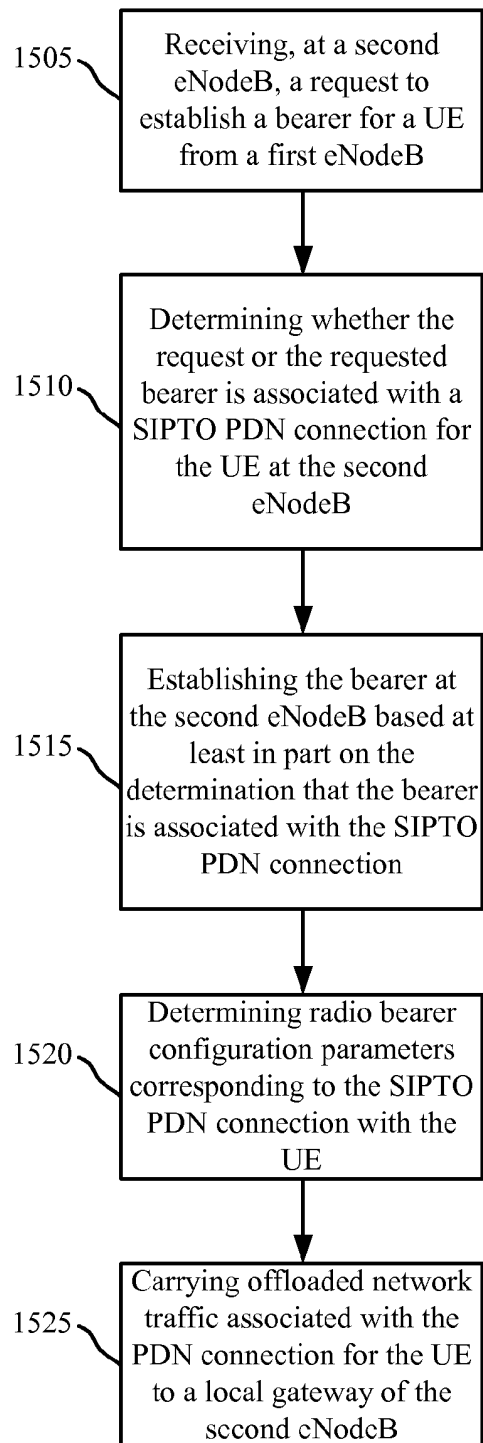 1505
Receiving, at a second
eNodeB, a request to
establish a bearer for a UE
from a first eNodeB
1510
Determining whether the
request or the requested
bearer is associated with a
SIPTO PDN connection for
the UE at the second
eNodeB
1515
Establishing the bearer at
the second eNodeB based at
least in part on the
determination that the bearer
is associated with the SIPTO
PDN connection
1520
Determining radio bearer
configuration parameters
corresponding to the SIPTO
PDN connection with the
UE
1525
Carrying offloaded network
traffic associated with the
PDN connection for the UE
to a local gateway of the
second eNodeB